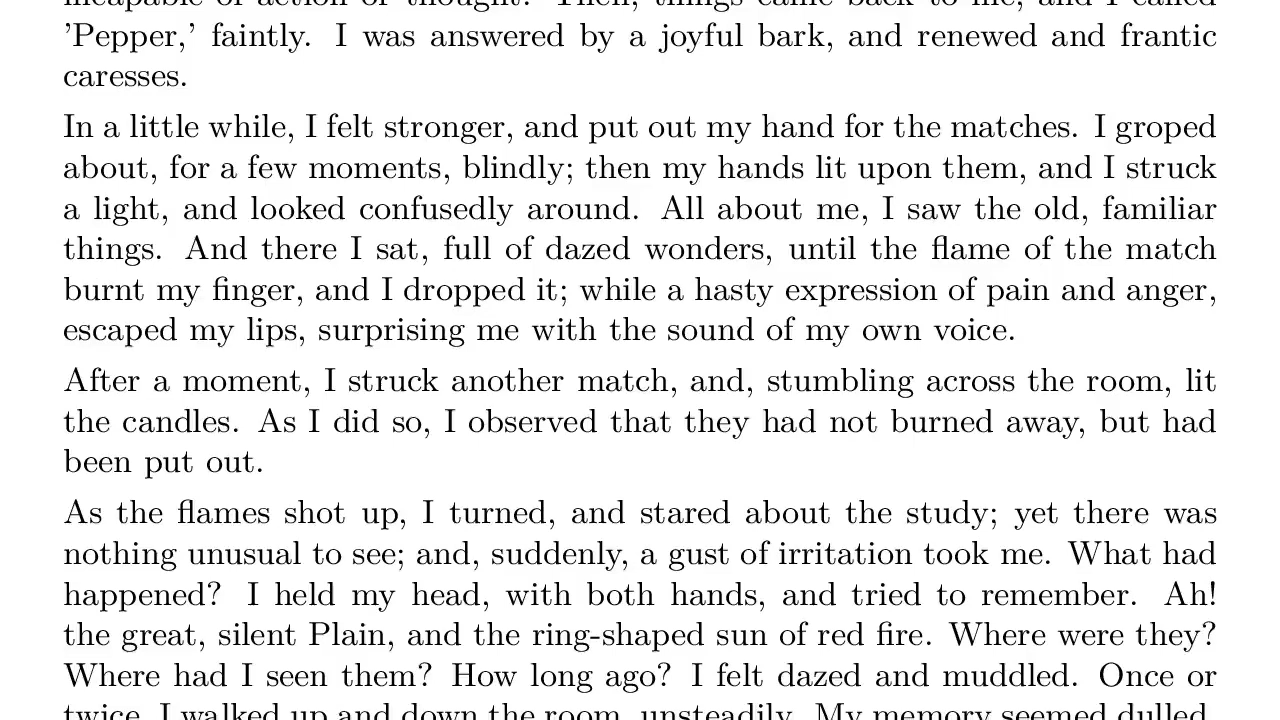 incapable of action or thought? Then, things came back to me, and I called
’Pepper,’ faintly. I was answered by a joyful bark, and renewed and frantic
caresses.
In a little while, I felt stronger, and put out my hand for the matches. I groped
about, for a few moments, blindly; then my hands lit upon them, and I struck
a light, and looked confusedly around. All about me, I saw the old, familiar
things. And there I sat, full of dazed wonders, until the flame of the match
burnt my finger, and I dropped it; while a hasty expression of pain and anger,
escaped my lips, surprising me with the sound of my own voice.
After a moment, I struck another match, and, stumbling across the room, lit
the candles. As I did so, I observed that they had not burned away, but had
been put out.
As the flames shot up, I turned, and stared about the study; yet there was
nothing unusual to see; and, suddenly, a gust of irritation took me. What had
happened? I held my head, with both hands, and tried to remember. Ah!
the great, silent Plain, and the ring-shaped sun of red fire. Where were they?
Where had I seen them? How long ago? I felt dazed and muddled. Once or
twice, I walked up and down the room, unsteadily. My memory seemed dulled,